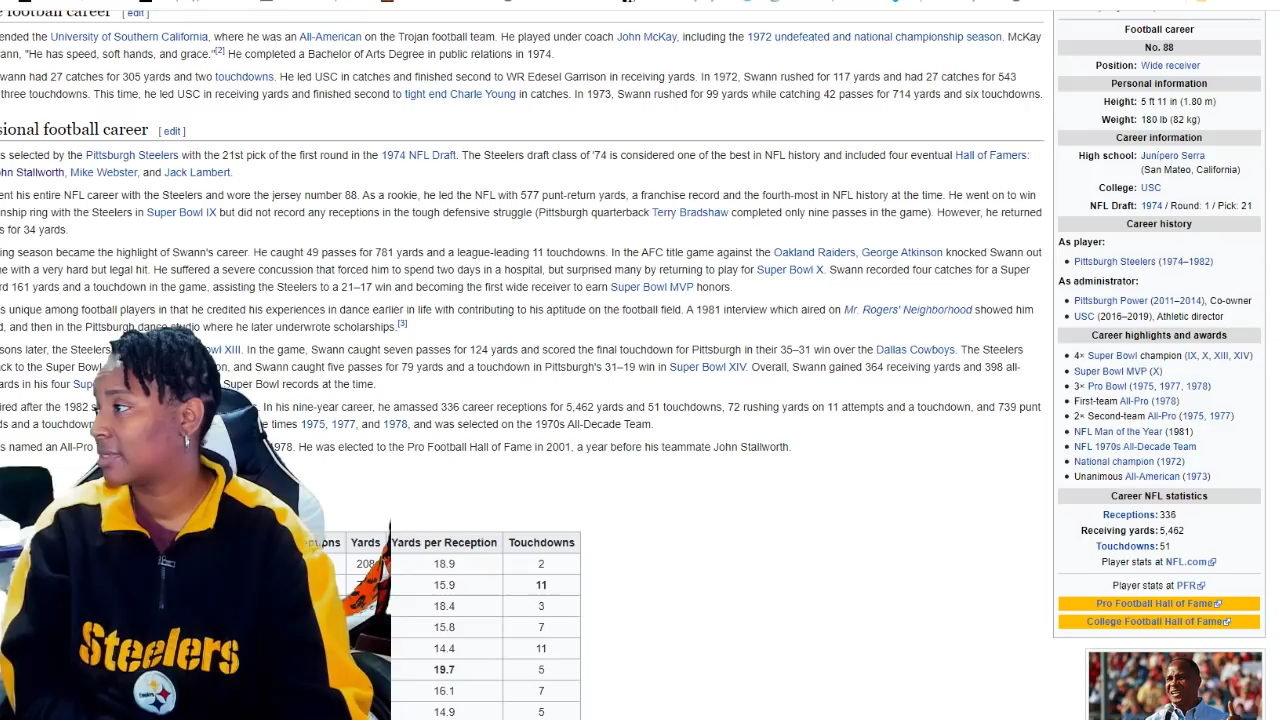 e football career [ edit ]
ended the University of Southern California, where he was an All-American on the Trojan football team. He played under coach John McKay, including the 1972 undefeated and national championship season. McKay
ann, "He has speed, soft hands, and grace."[2] He completed a Bachelor of Arts Degree in public relations in 1974.
wann had 27 catches for 305 yards and two touchdowns. He led USC in catches and finished second to WR Edesel Garrison in receiving yards. In 1972, Swann rushed for 117 yards and had 27 catches for 543
three touchdowns. This time, he led USC in receiving yards and finished second to tight end Charle Young in catches. In 1973, Swann rushed for 99 yards while catching 42 passes for 714 yards and six touchdowns.
sional football career [ edit ]
s selected by the Pittsburgh Steelers with the 21st pick of the first round in the 1974 NFL Draft. The Steelers draft class of '74 is considered one of the best in NFL history and included four eventual Hall of Famers:
hn Stallworth, Mike Webster, and Jack Lambert.
ent his entire NFL career with the Steelers and wore the jersey number 88. As a rookie, he led the NFL with 577 punt-return yards, a franchise record and the fourth-most in NFL history at the time. He went on to win
nship ring with the Steelers in Super Bowl IX but did not record any receptions in the tough defensive struggle (Pittsburgh quarterback Terry Bradshaw completed only nine passes in the game). However, he returned
s for 34 yards.
ing season became the highlight of Swann's career. He caught 49 passes for 781 yards and a league-leading 11 touchdowns. In the AFC title game against the Oakland Raiders, George Atkinson knocked Swann out
e with a very hard but legal hit. He suffered a severe concussion that forced him to spend two days in a hospital, but surprised many by returning to play for Super Bowl X. Swann recorded four catches for a Super
rd 161 yards and a touchdown in the game, assisting the Steelers to a 21–17 win and becoming the first wide receiver to earn Super Bowl MVP honors.
s unique among football players in that he credited his experiences in dance earlier in life with contributing to his aptitude on the football field. A 1981 interview which aired on Mr. Rogers' Neighborhood showed him
d, and then in the Pittsburgh dance studio where he later underwrote scholarships.[3]
sons later, the Steelers owl XIII. In the game, Swann caught seven passes for 124 yards and scored the final touchdown for Pittsburgh in their 35–31 win over the Dallas Cowboys. The Steelers
ck to the Super Bowl on, and Swann caught five passes for 79 yards and a touchdown in Pittsburgh's 31–19 win in Super Bowl XIV. Overall, Swann gained 364 receiving yards and 398 all-
ards in his four Sup Super Bowl records at the time.
ired after the 1982 s . In his nine-year career, he amassed 336 career receptions for 5,462 yards and 51 touchdowns, 72 rushing yards on 11 attempts and a touchdown, and 739 punt
ds and a touchdown e times 1975, 1977, and 1978, and was selected on the 1970s All-Decade Team.
s named an All-Pro 978. He was elected to the Pro Football Hall of Fame in 2001, a year before his teammate John Stallworth.
ons Yards Yards per Reception Touchdowns
208 18.9 2
15.9 11
18.4 3
15.8 7
14.4 11
19.7 5
16.1 7
14.9 5
Steelers
Football career
No. 88
Position: Wide receiver
Personal information
Height: 5 ft 11 in (1.80 m)
Weight: 180 lb (82 kg)
Career information
High school: Junípero Serra
(San Mateo, California)
College: USC
NFL Draft: 1974 / Round: 1 / Pick: 21
Career history
As player:
Pittsburgh Steelers (1974–1982)
As administrator:
Pittsburgh Power (2011–2014), Co-owner
USC (2016–2019), Athletic director
Career highlights and awards
4× Super Bowl champion (IX, X, XIII, XIV)
Super Bowl MVP (X)
3× Pro Bowl (1975, 1977, 1978)
First-team All-Pro (1978)
2× Second-team All-Pro (1975, 1977)
NFL Man of the Year (1981)
NFL 1970s All-Decade Team
National champion (1972)
Unanimous All-American (1973)
Career NFL statistics
Receptions: 336
Receiving yards: 5,462
Touchdowns: 51
Player stats at NFL.com
Player stats at PFR
Pro Football Hall of Fame
College Football Hall of Fame